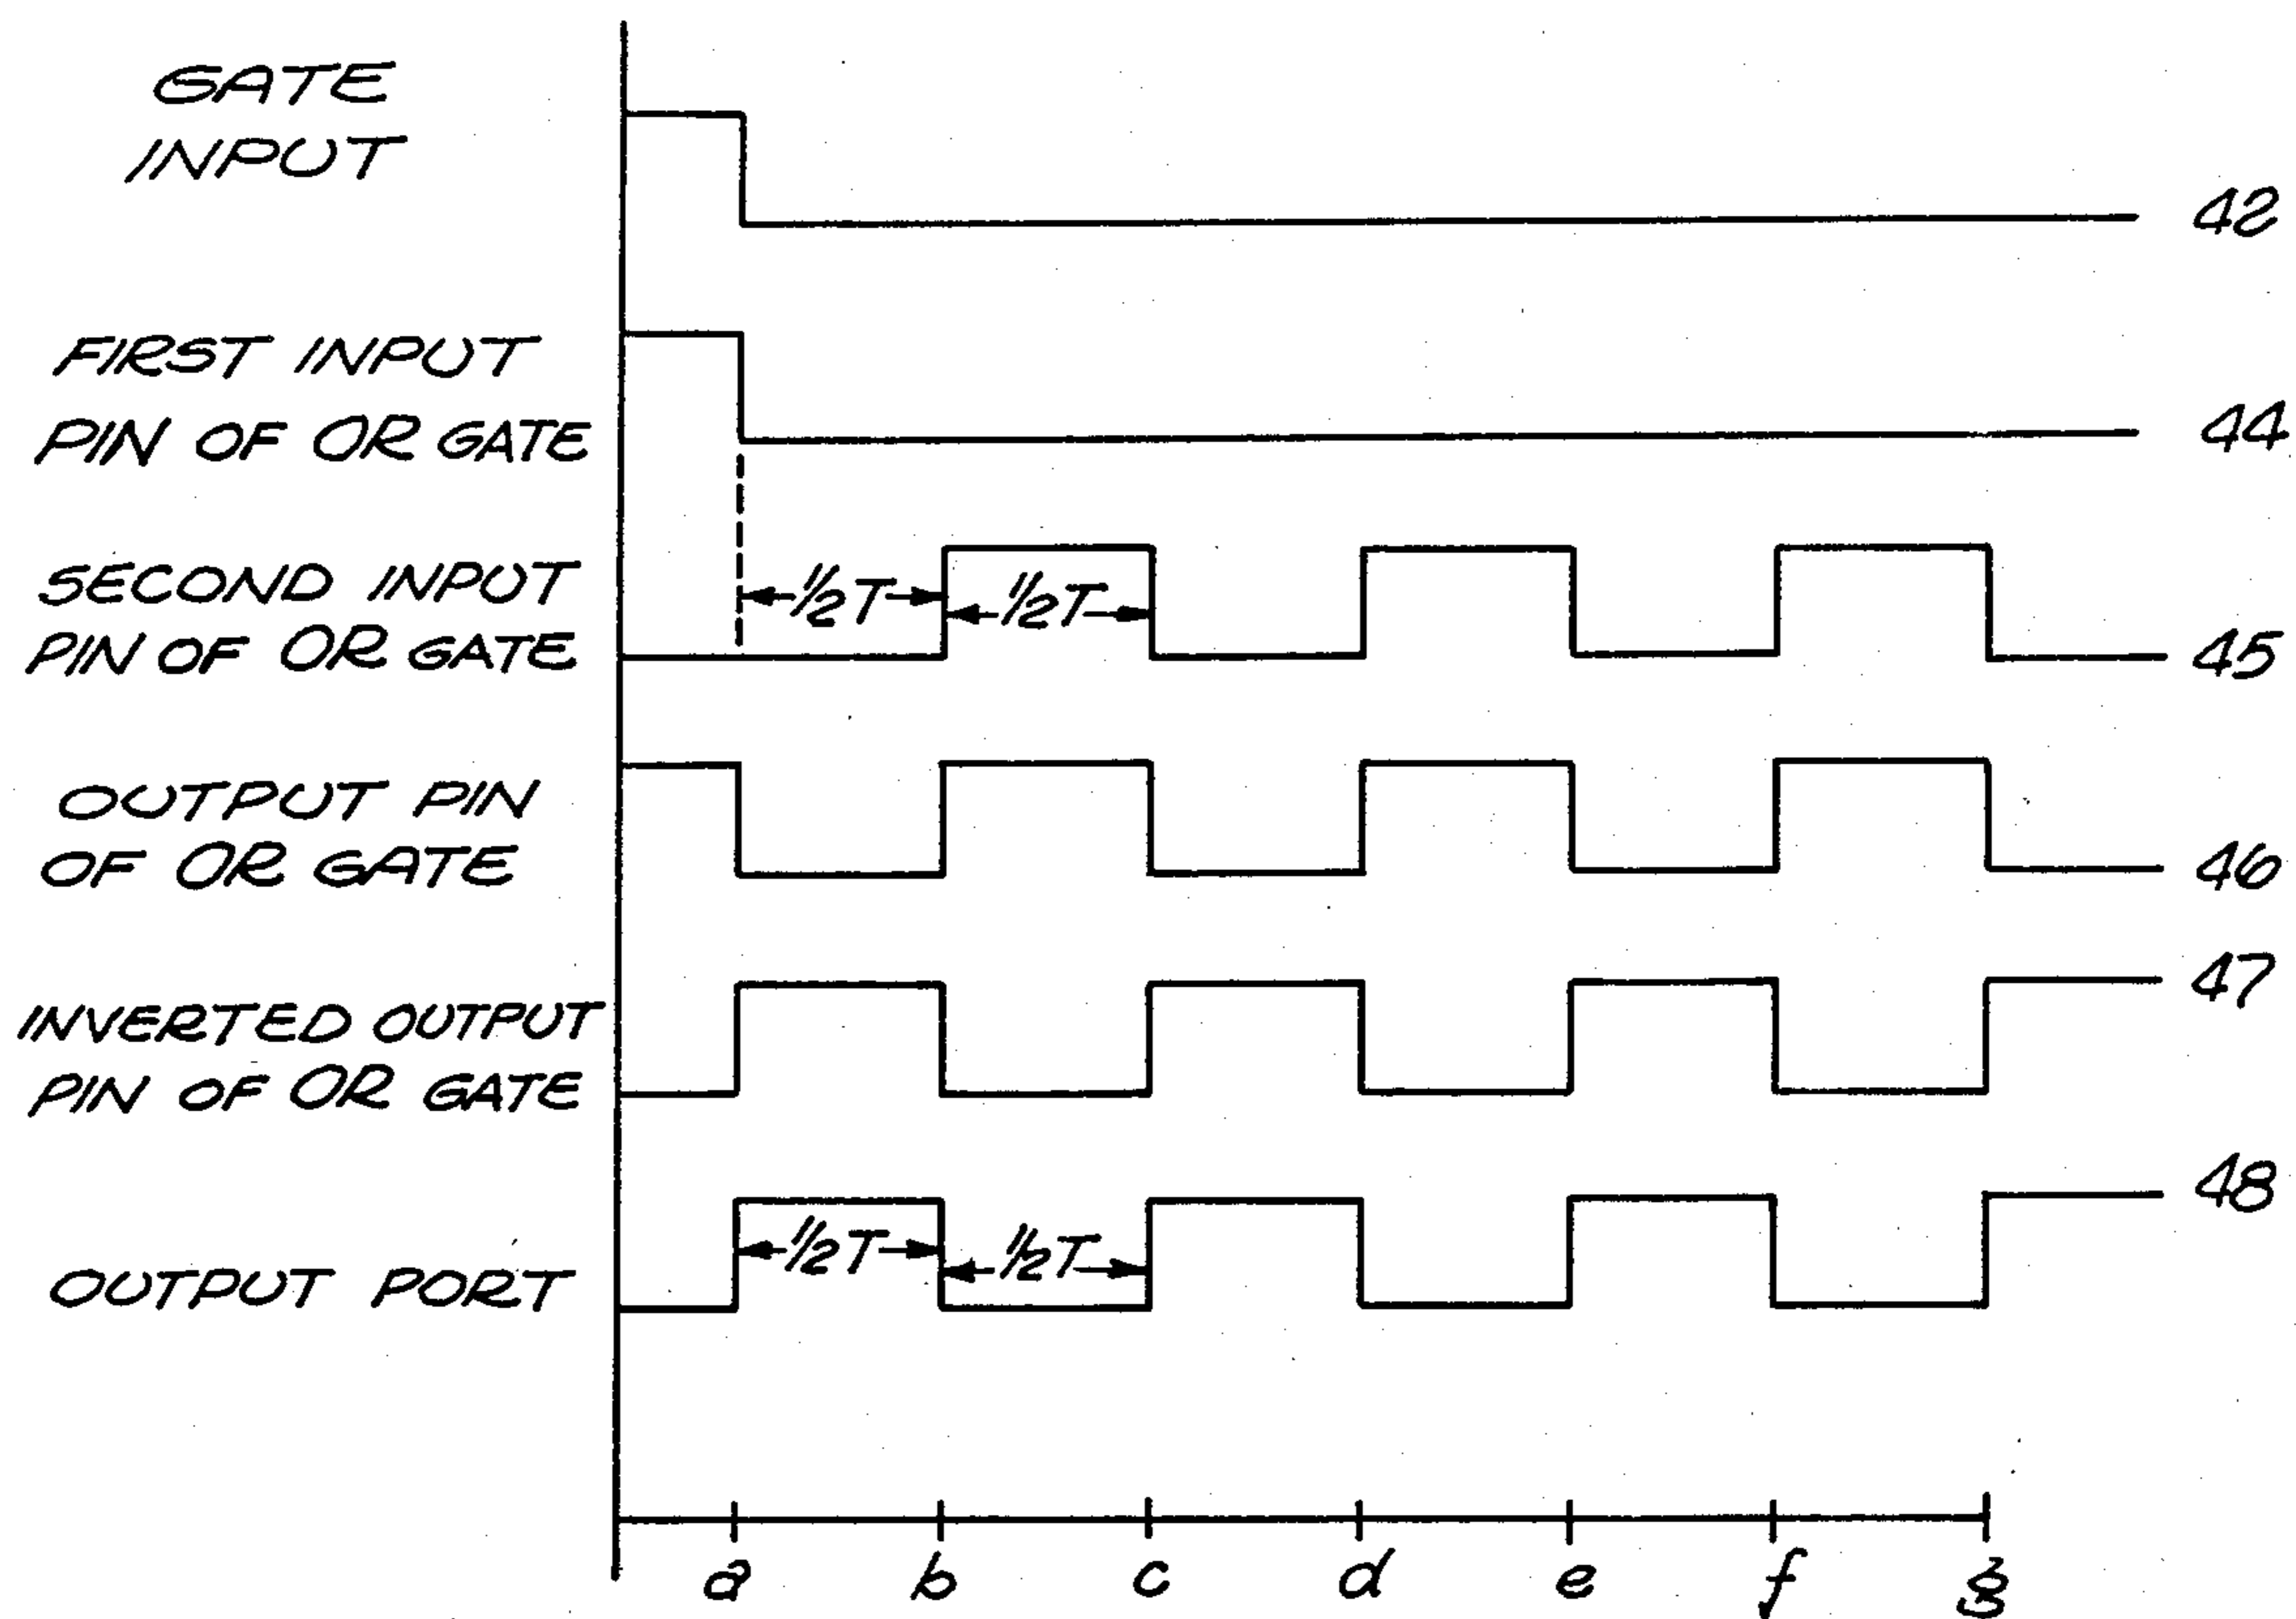 GATE
INPUT
42
FIRST INPUT
PIN OF OR GATE
44
SECOND INPUT
PIN OF OR GATE
½T
½T
45
OUTPUT PIN
OF OR GATE
46
INVERTED OUTPUT
PIN OF OR GATE
47
OUTPUT PORT
½T
½T
48
a b c d e f g